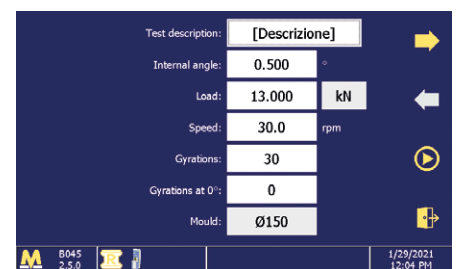 Test description: [Descrizione]
Internal angle: 0.500 °
Load: 13.000 kN
Speed: 30.0 rpm
Gyrations: 30
Gyrations at 0°: 0
Mould: Ø150
B045 1/29/2021
2.5.0 12:04 PM